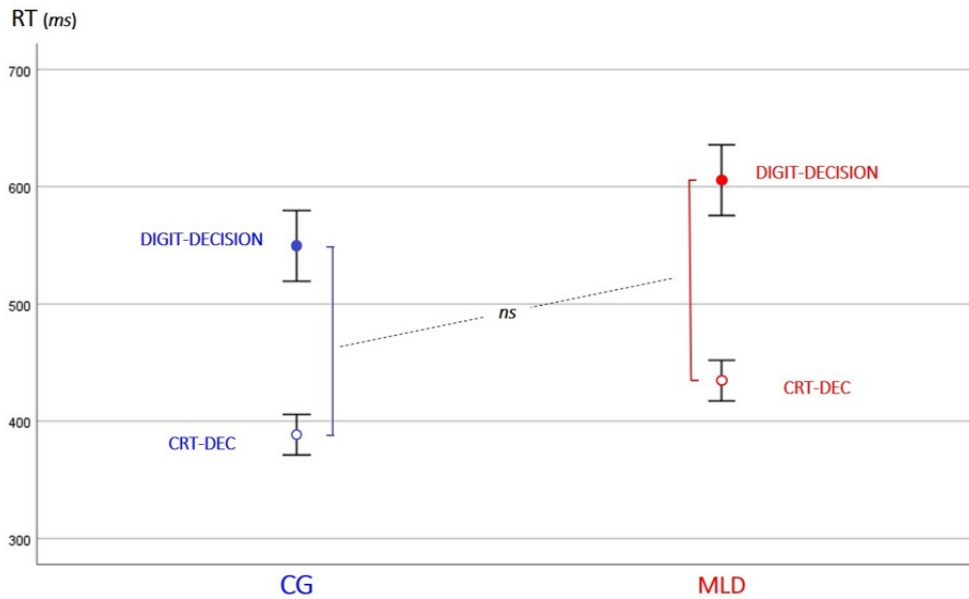 RT (ms)
700
600
500
400
300
DIGIT-DECISION
CRT-DEC
ns
DIGIT-DECISION
CRT-DEC
CG
MLD